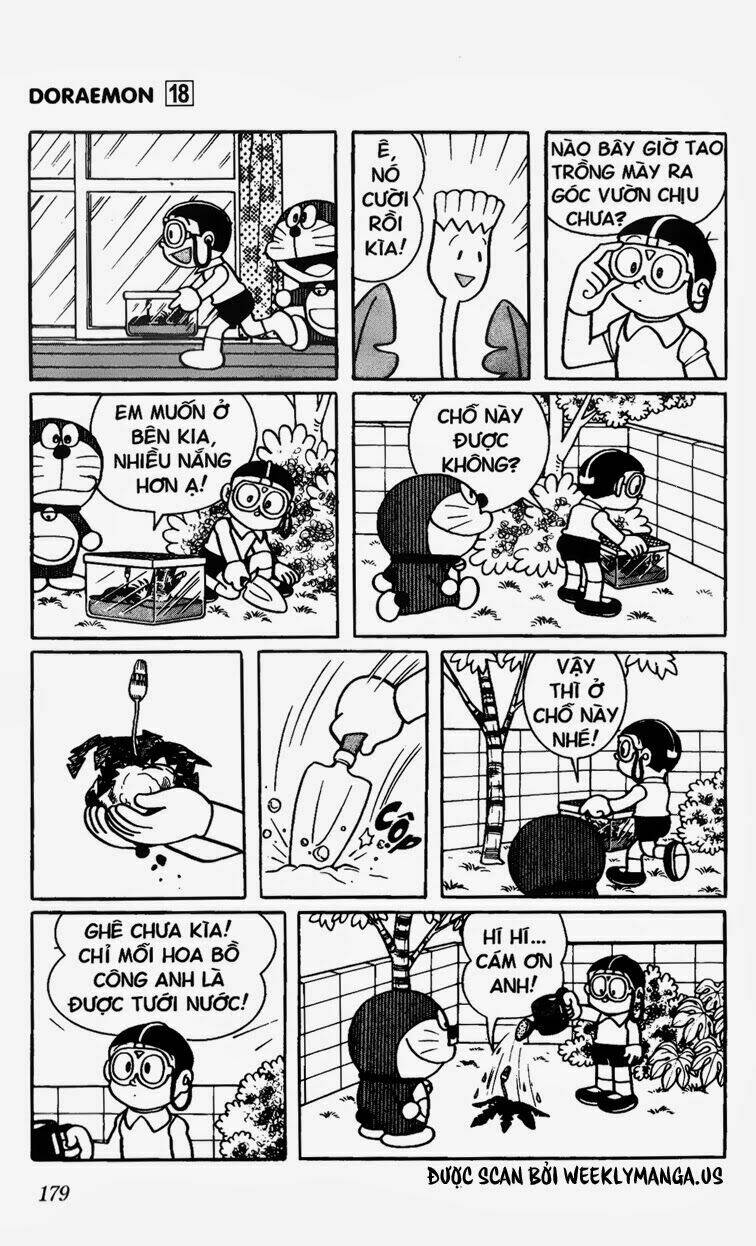 DORAEMON 18
Ê,
NÓ
CƯỜI
RỒI
KÌA!
NÀO BÂY GIỜ TAO
TRỒNG MÀY RA
GÓC VƯỜN CHỊU
CHƯA?
EM MUỐN Ở
BÊN KIA,
NHIỀU NẮNG
HƠN Ạ!
CHỖ NÀY
ĐƯỢC
KHÔNG?
CỘP
VẬY
THÌ Ở
CHỖ NÀY
NHÉ!
GHÊ CHƯA KÌA!
CHỈ MỖI HOA BỒ
CÔNG ANH LÀ
ĐƯỢC TƯỚI NƯỚC!
HÍ HÍ...
CẢM ƠN
ANH!
179
ĐƯỢC SCAN BỞI WEEKLYMANGA.US